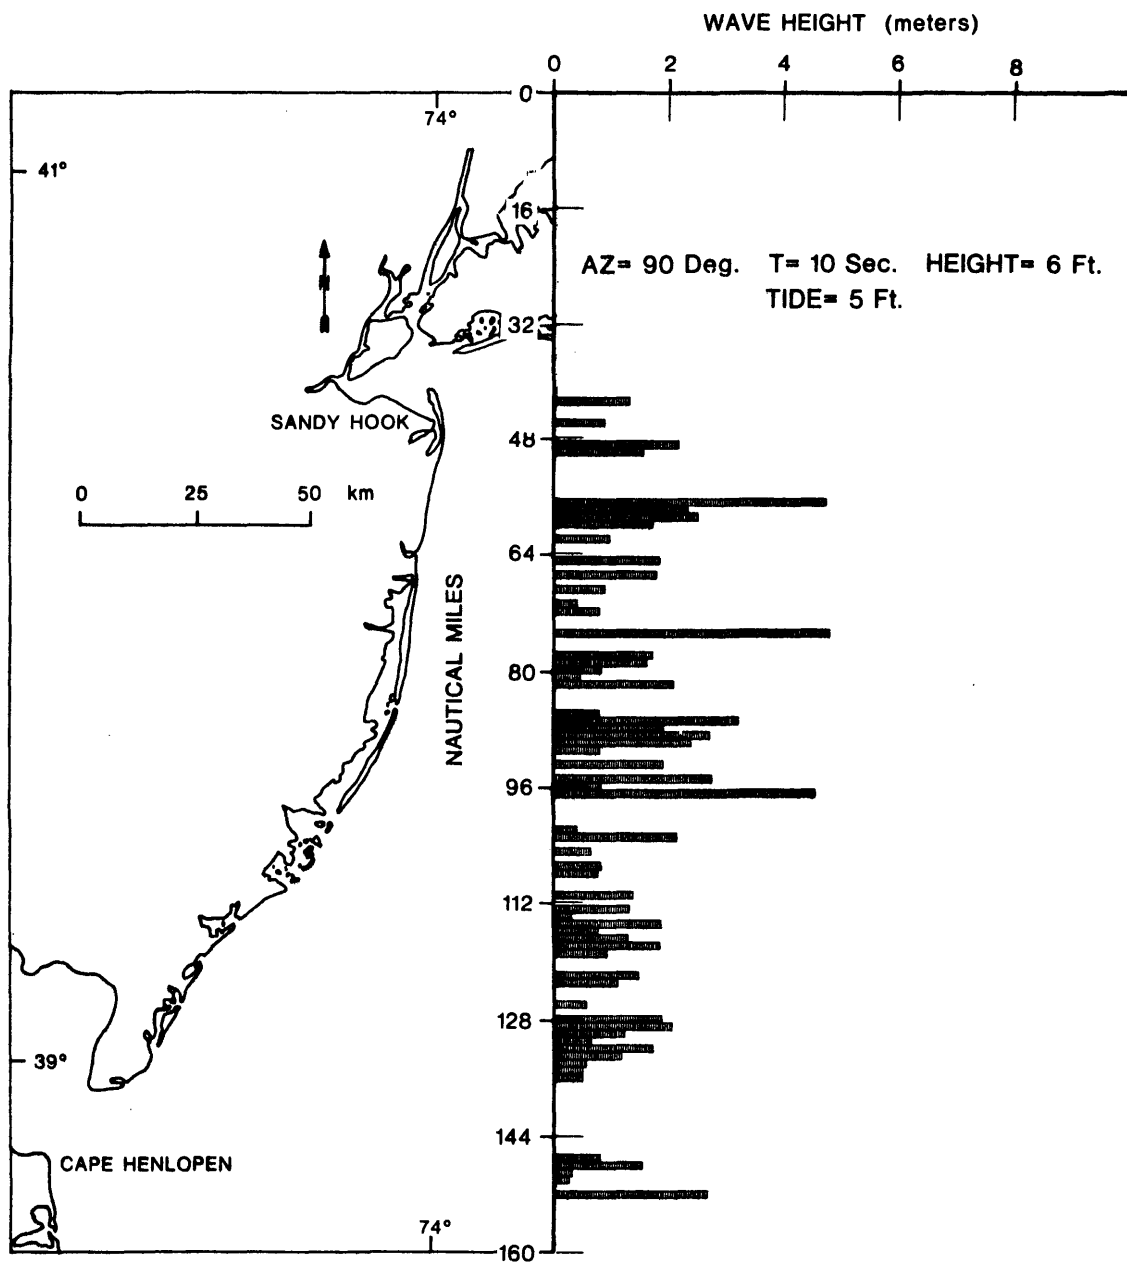 WAVE HEIGHT (meters)
0 2 4 6 8
0
74°
41°
16
AZ= 90 Deg. T= 10 Sec. HEIGHT= 6 Ft.
TIDE= 5 Ft.
N
32
SANDY HOOK
48
0 25 50 km
64
NAUTICAL MILES
80
96
112
128
39°
144
CAPE HENLOPEN
74°
160